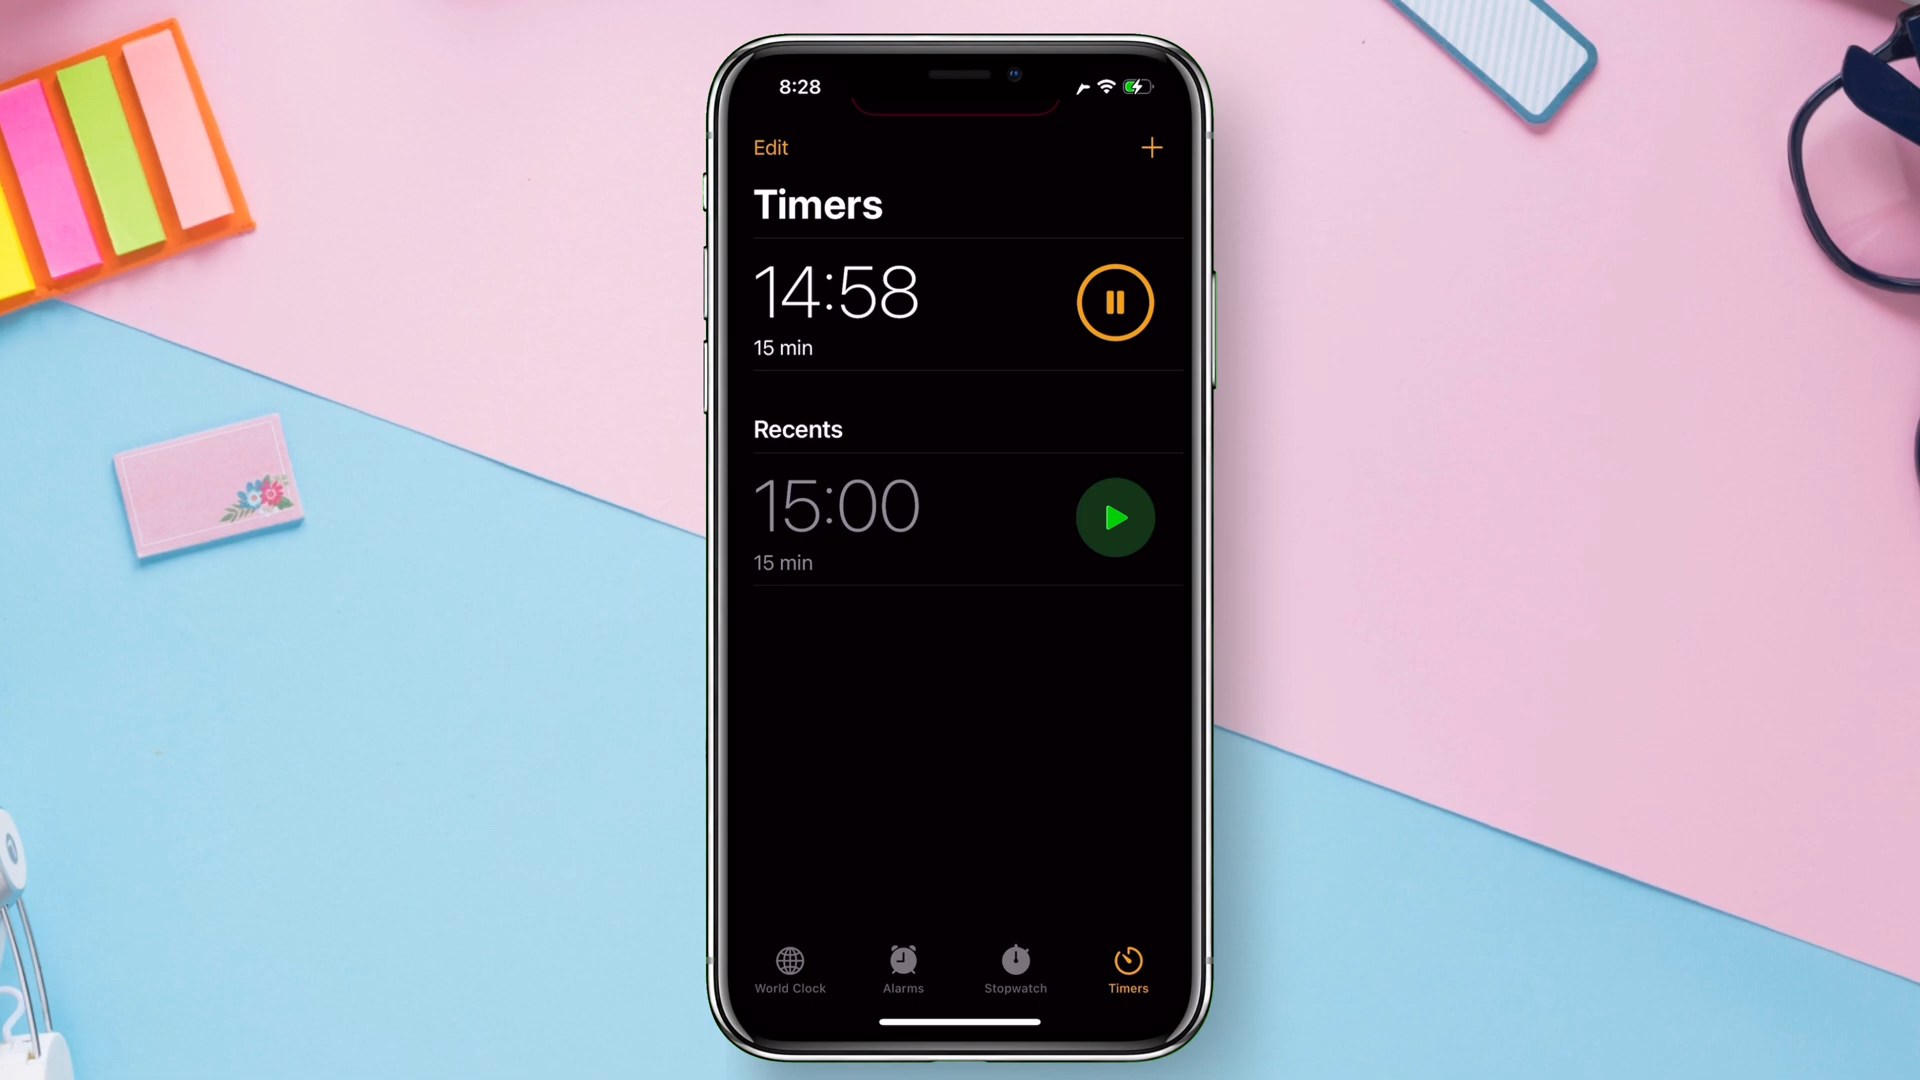 8:28
Edit
+
Timers
14:58
15 min
Recents
15:00
15 min
World Clock
Alarms
Stopwatch
Timers